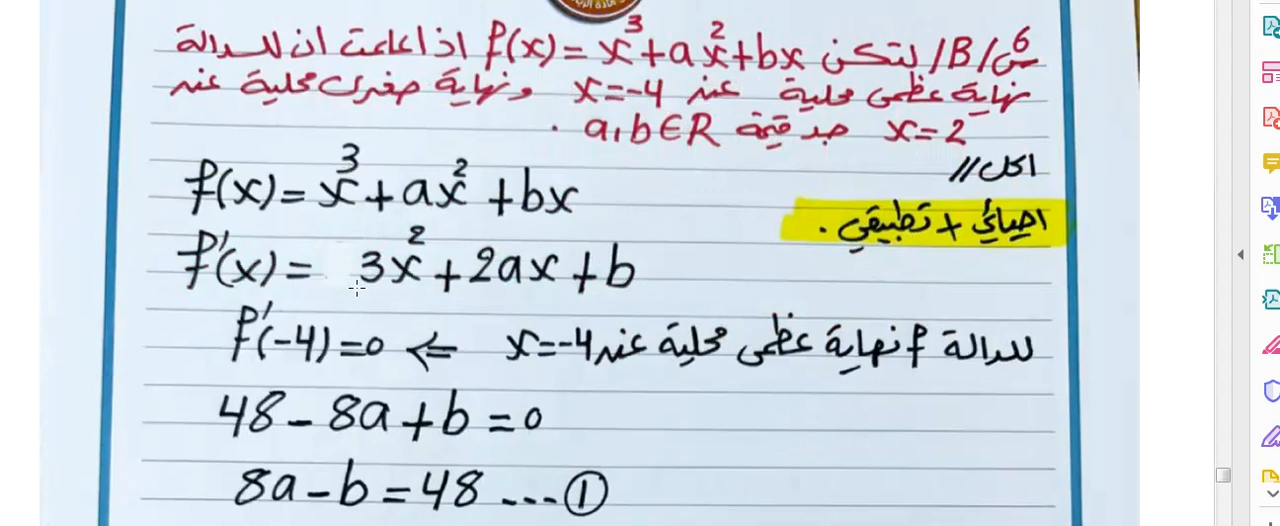 س6/B/ لتكن f(x) = x³ + ax² + bx اذا علمت ان للدالة
نهاية عظمى محلية عند x=-4 ونهاية صغرى محلية عند
x=2 جد قيمة a,b∈R .
الحل //
f(x) = x³ + ax² + bx
احيائي + تطبيقي .
f'(x) = 3x² + 2ax + b
للدالة f نهاية عظمى محلية عند x=-4 ⇐ f'(-4)=0
48 - 8a + b = 0
8a - b = 48 ---- ①